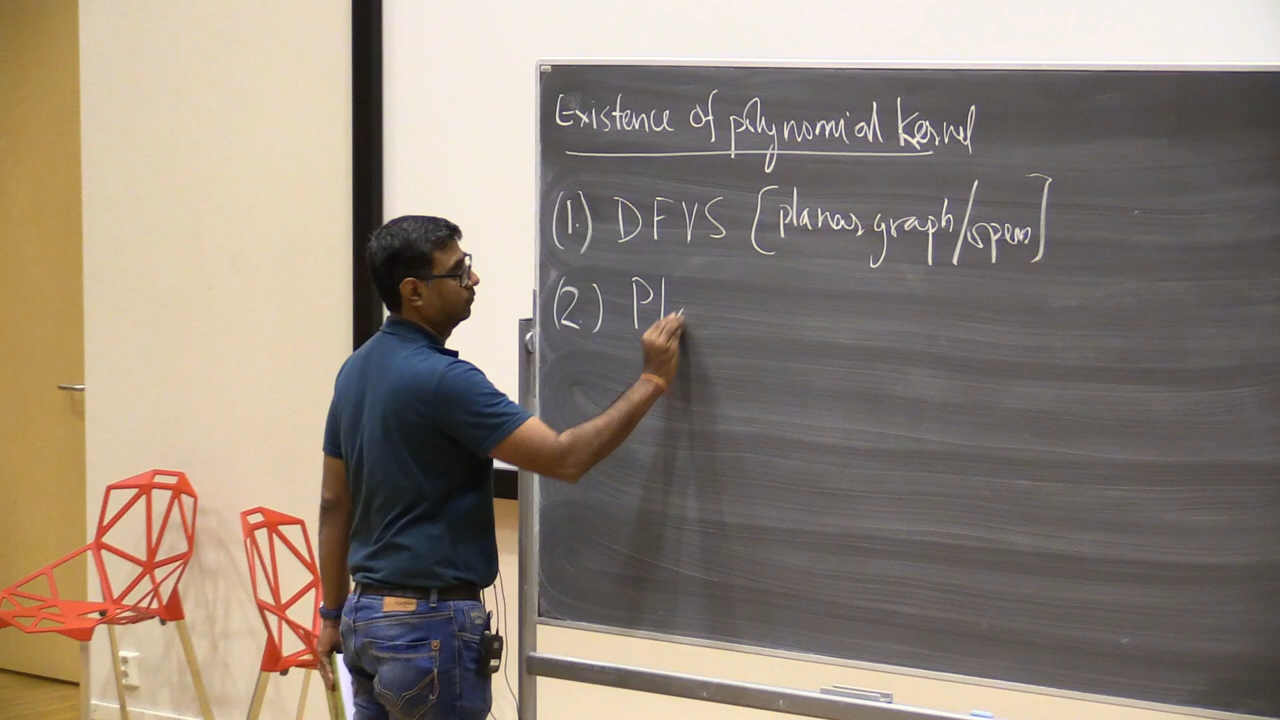 Existence of polynomial kernel
(1.) DFVS [planar graph/open]
(2.) Pl